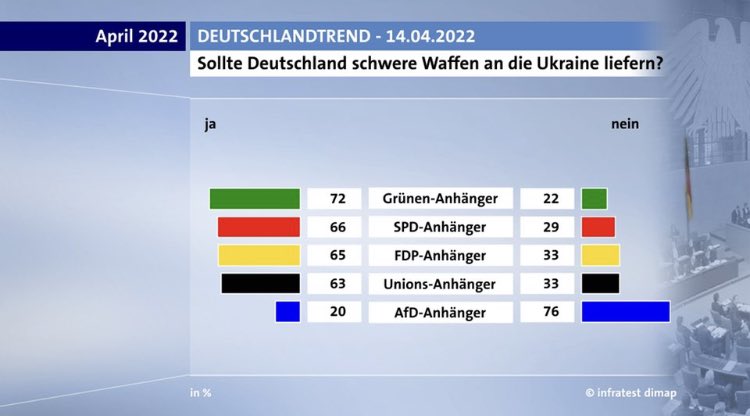 April 2022
DEUTSCHLANDTREND - 14.04.2022
Sollte Deutschland schwere Waffen an die Ukraine liefern?
ja nein
72 Grünen-Anhänger 22
66 SPD-Anhänger 29
65 FDP-Anhänger 33
63 Unions-Anhänger 33
20 AfD-Anhänger 76
in % © infratest dimap